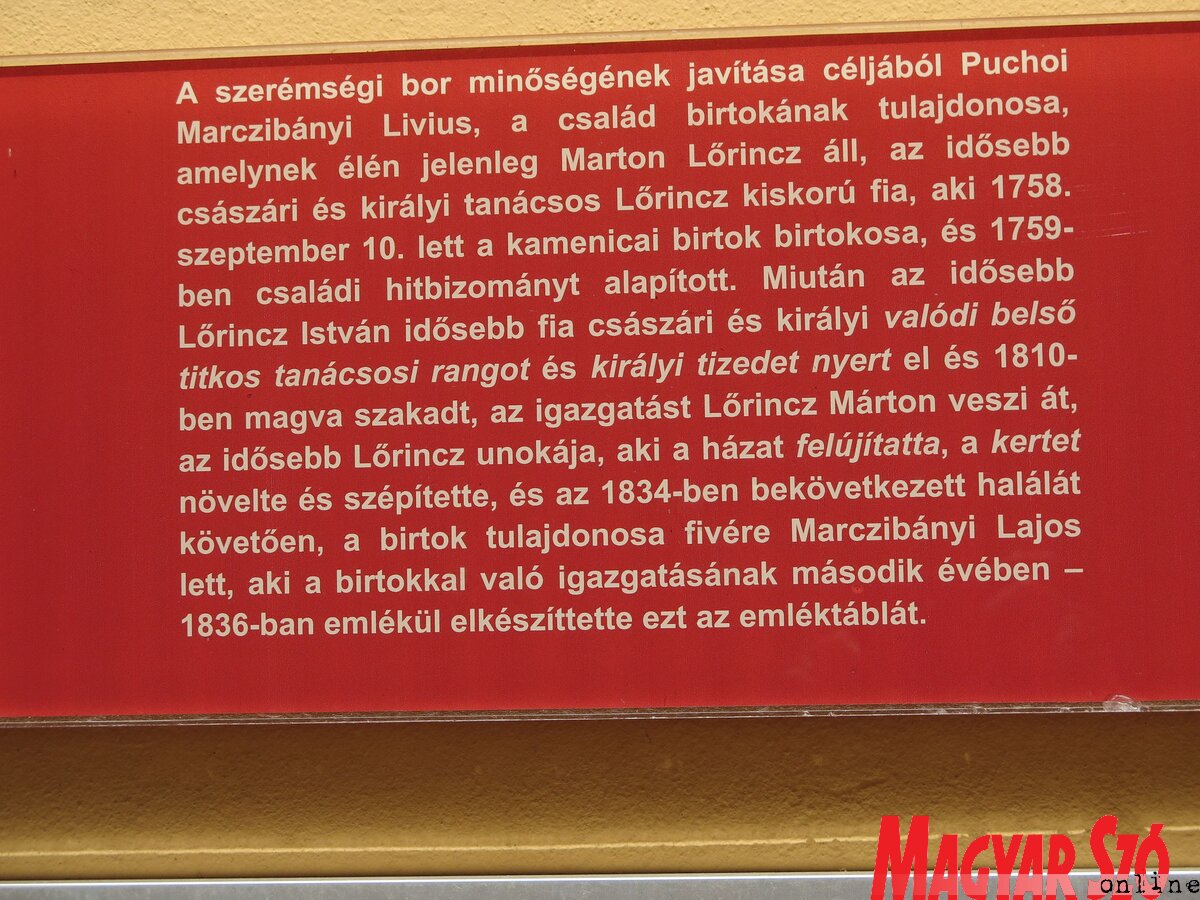 A szerémségi bor minőségének javítása céljából Puchoi
Marczibányi Livius, a család birtokának tulajdonosa,
amelynek élén jelenleg Marton Lőrincz áll, az idősebb
császári és királyi tanácsos Lőrincz kiskorú fia, aki 1758.
szeptember 10. lett a kamenicai birtok birtokosa, és 1759-
ben családi hitbizományt alapított. Miután az idősebb
Lőrincz István idősebb fia császári és királyi valódi belső
titkos tanácsosi rangot és királyi tizedet nyert el és 1810-
ben magva szakadt, az igazgatást Lőrincz Márton veszi át,
az idősebb Lőrincz unokája, aki a házat felújítatta, a kertet
növelte és szépítette, és az 1834-ben bekövetkezett halálát
követően, a birtok tulajdonosa fivére Marczibányi Lajos
lett, aki a birtokkal való igazgatásának második évében –
1836-ban emlékül elkészíttette ezt az emléktáblát.
MAGYAR SZÓ
online